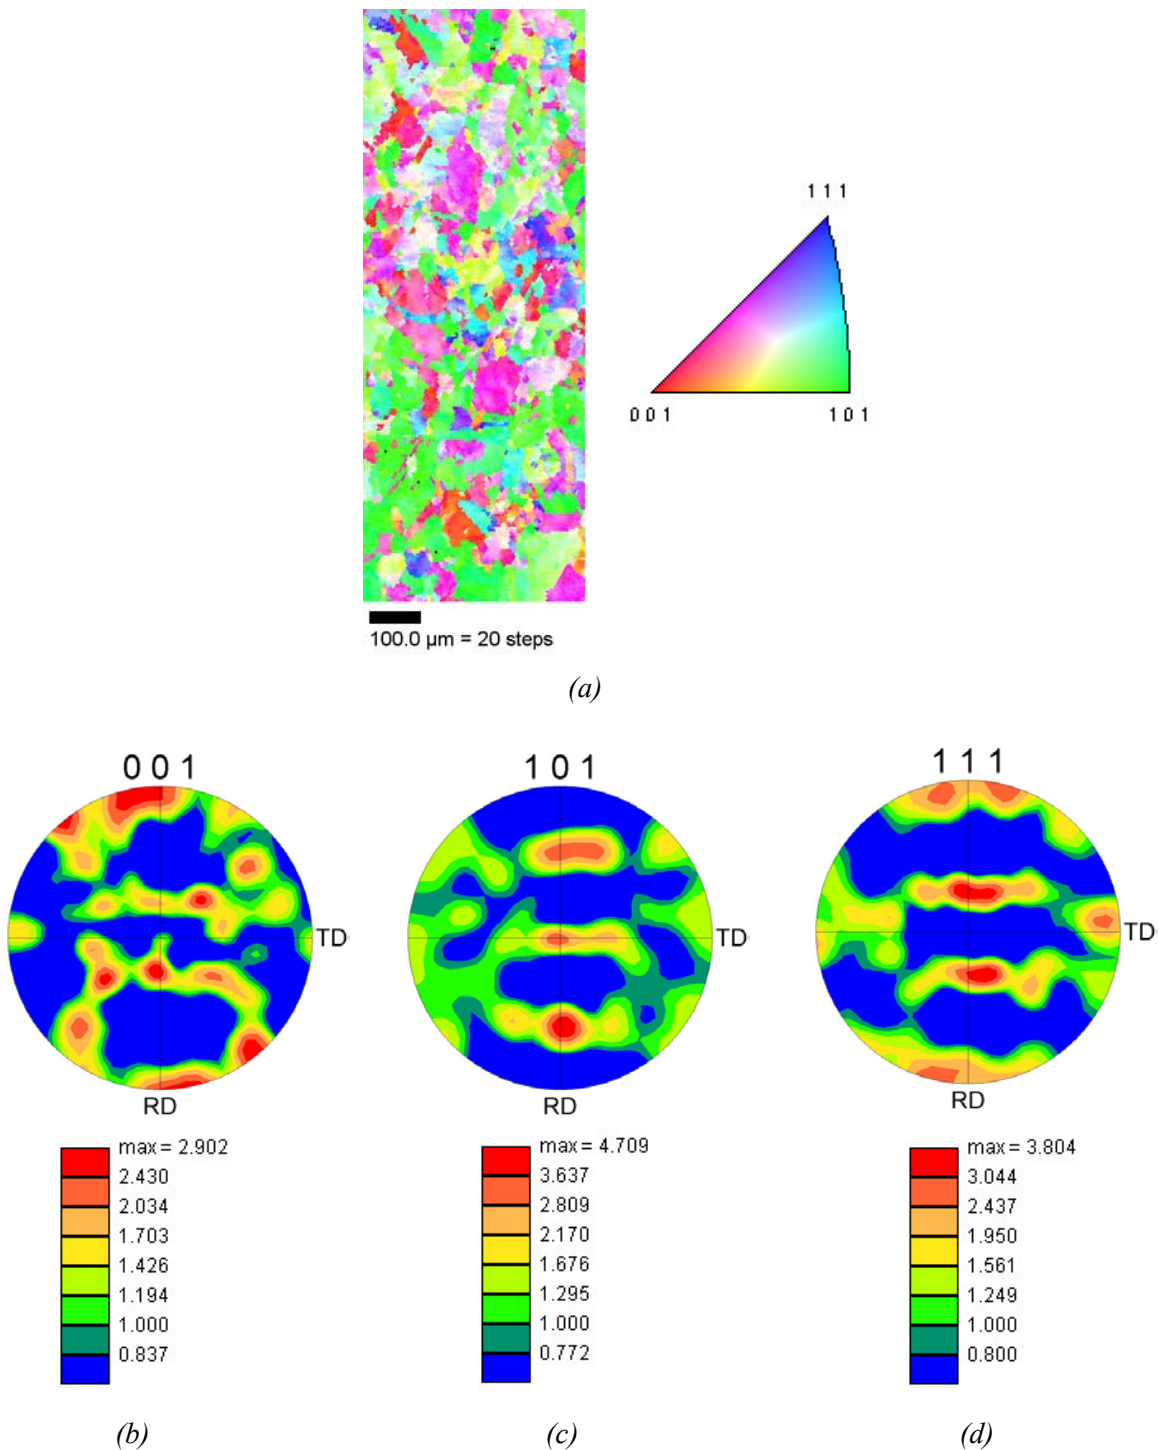 1 1 1
0 0 1
1 0 1
100.0 µm = 20 steps
(a)
0 0 1
1 0 1
1 1 1
TD
TD
TD
RD
RD
RD
max = 2.902
2.430
2.034
1.703
1.426
1.194
1.000
0.837
max = 4.709
3.637
2.809
2.170
1.676
1.295
1.000
0.772
max = 3.804
3.044
2.437
1.950
1.561
1.249
1.000
0.800
(b)
(c)
(d)